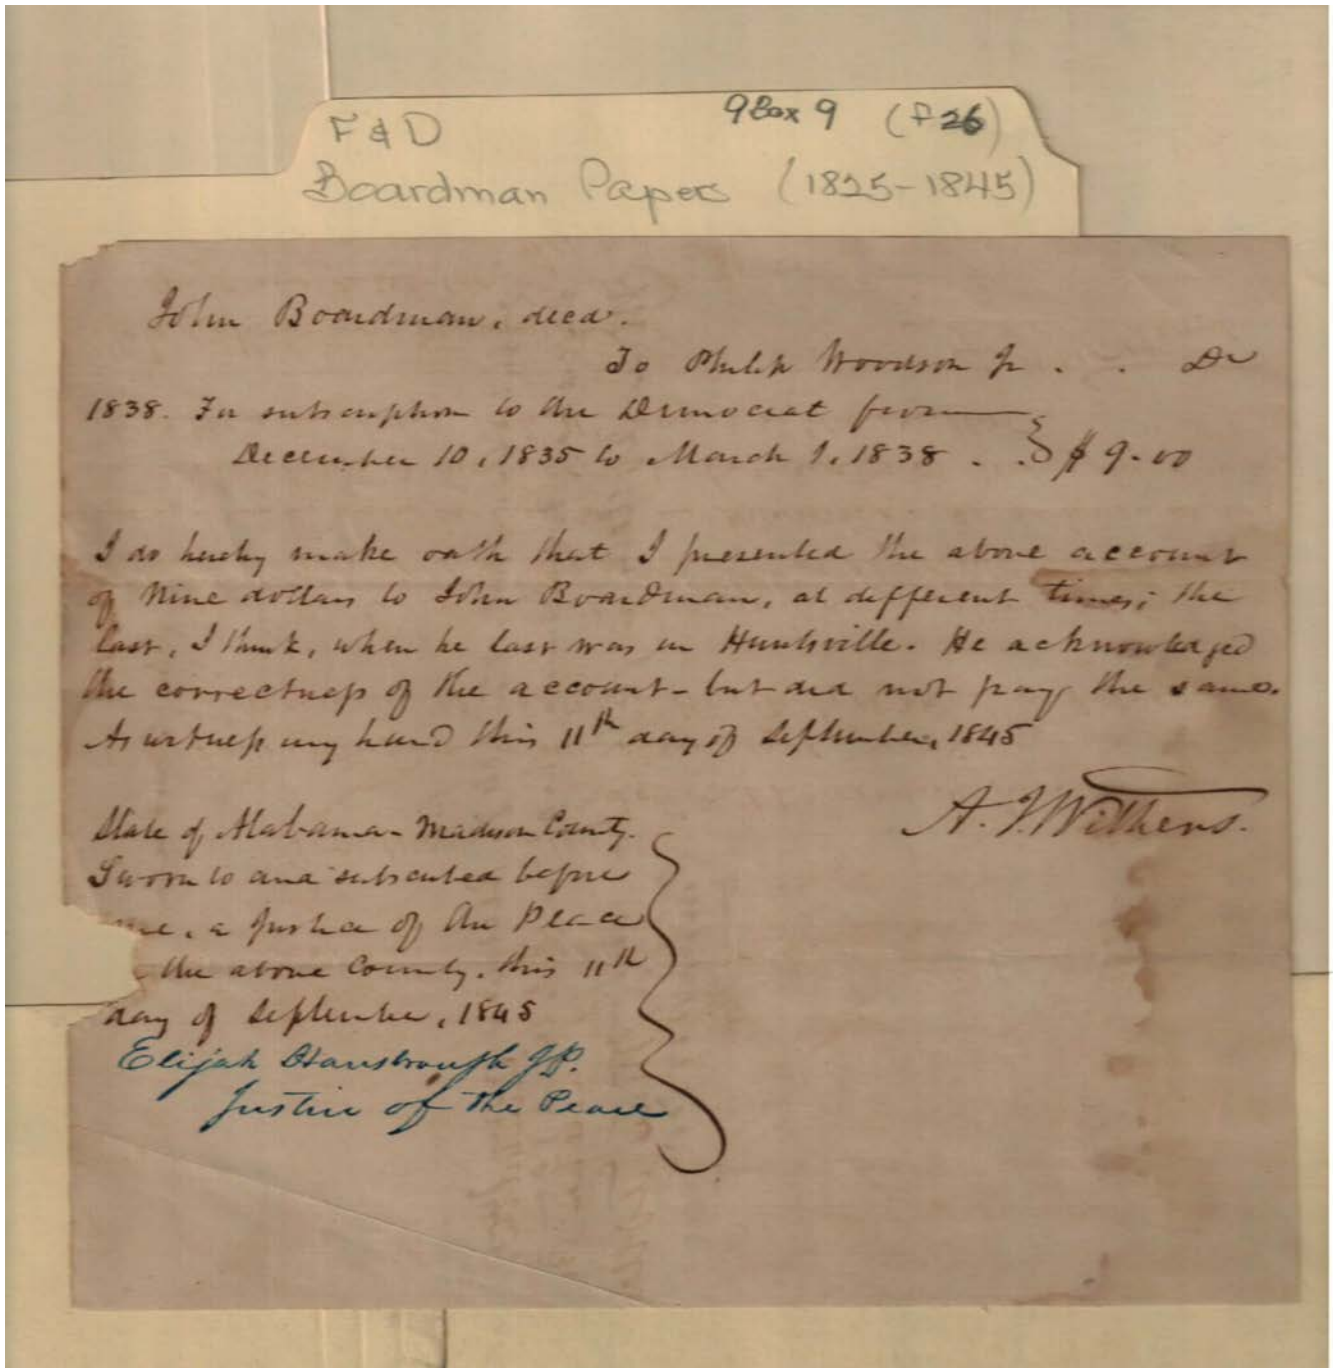 F & D 9Box 9 (f 26)
Boardman Papers (1825-1845)
John Boardman, decd.
To Philip Woodson Jr . . Dr
1838. For subscription to the Democrat from
December 10, 1835 to March 1, 1838 . . } $ 9.00
I do hereby make oath that I presented the above account
of Nine dollars to John Boardman, at different times; the
last, I think, when he last was in Huntsville. He acknowledged
the correctness of the account - but did not pay the same.
As witness my hand this 11th day of September, 1845
A. J. Withers.
State of Alabama - Madison County.
Sworn to and subscribed before
me, a Justice of the Peace
the above County, this 11th
day of September, 1845
Elijah Hansbrough J.P.
Justice of the Peace